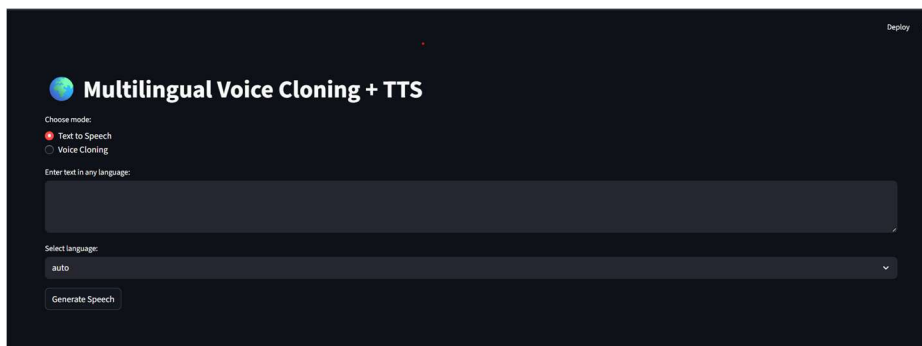 Deploy
Multilingual Voice Cloning + TTS
Choose mode:
Text to Speech
Voice Cloning
Enter text in any language:
Select language:
auto
Generate Speech